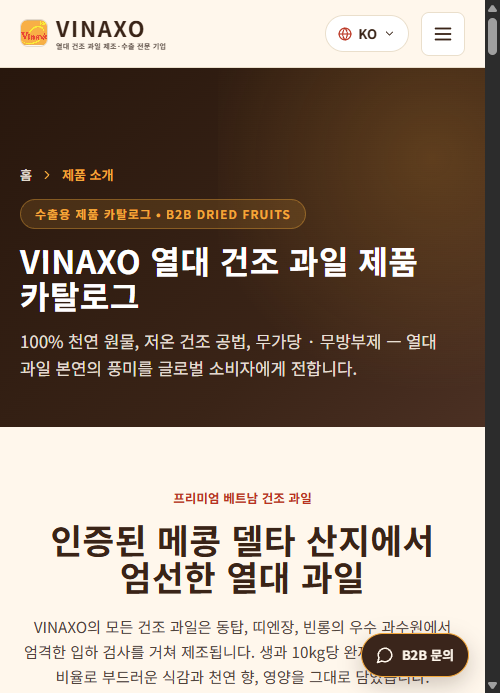 VINAXO
열대 건조 과일 제조·수출 전문 기업
KO
홈 > 제품 소개
수출용 제품 카탈로그 • B2B DRIED FRUITS
VINAXO 열대 건조 과일 제품
카탈로그
100% 천연 원물, 저온 건조 공법, 무가당 · 무방부제 — 열대
과일 본연의 풍미를 글로벌 소비자에게 전합니다.
프리미엄 베트남 건조 과일
인증된 메콩 델타 산지에서
엄선한 열대 과일
VINAXO의 모든 건조 과일은 동탑, 띠엔장, 빈롱의 우수 과수원에서
엄격한 입하 검사를 거쳐 제조됩니다. 생과 10kg당
비율로 부드러운 식감과 천연 향, 영양을 그대로
B2B 문의